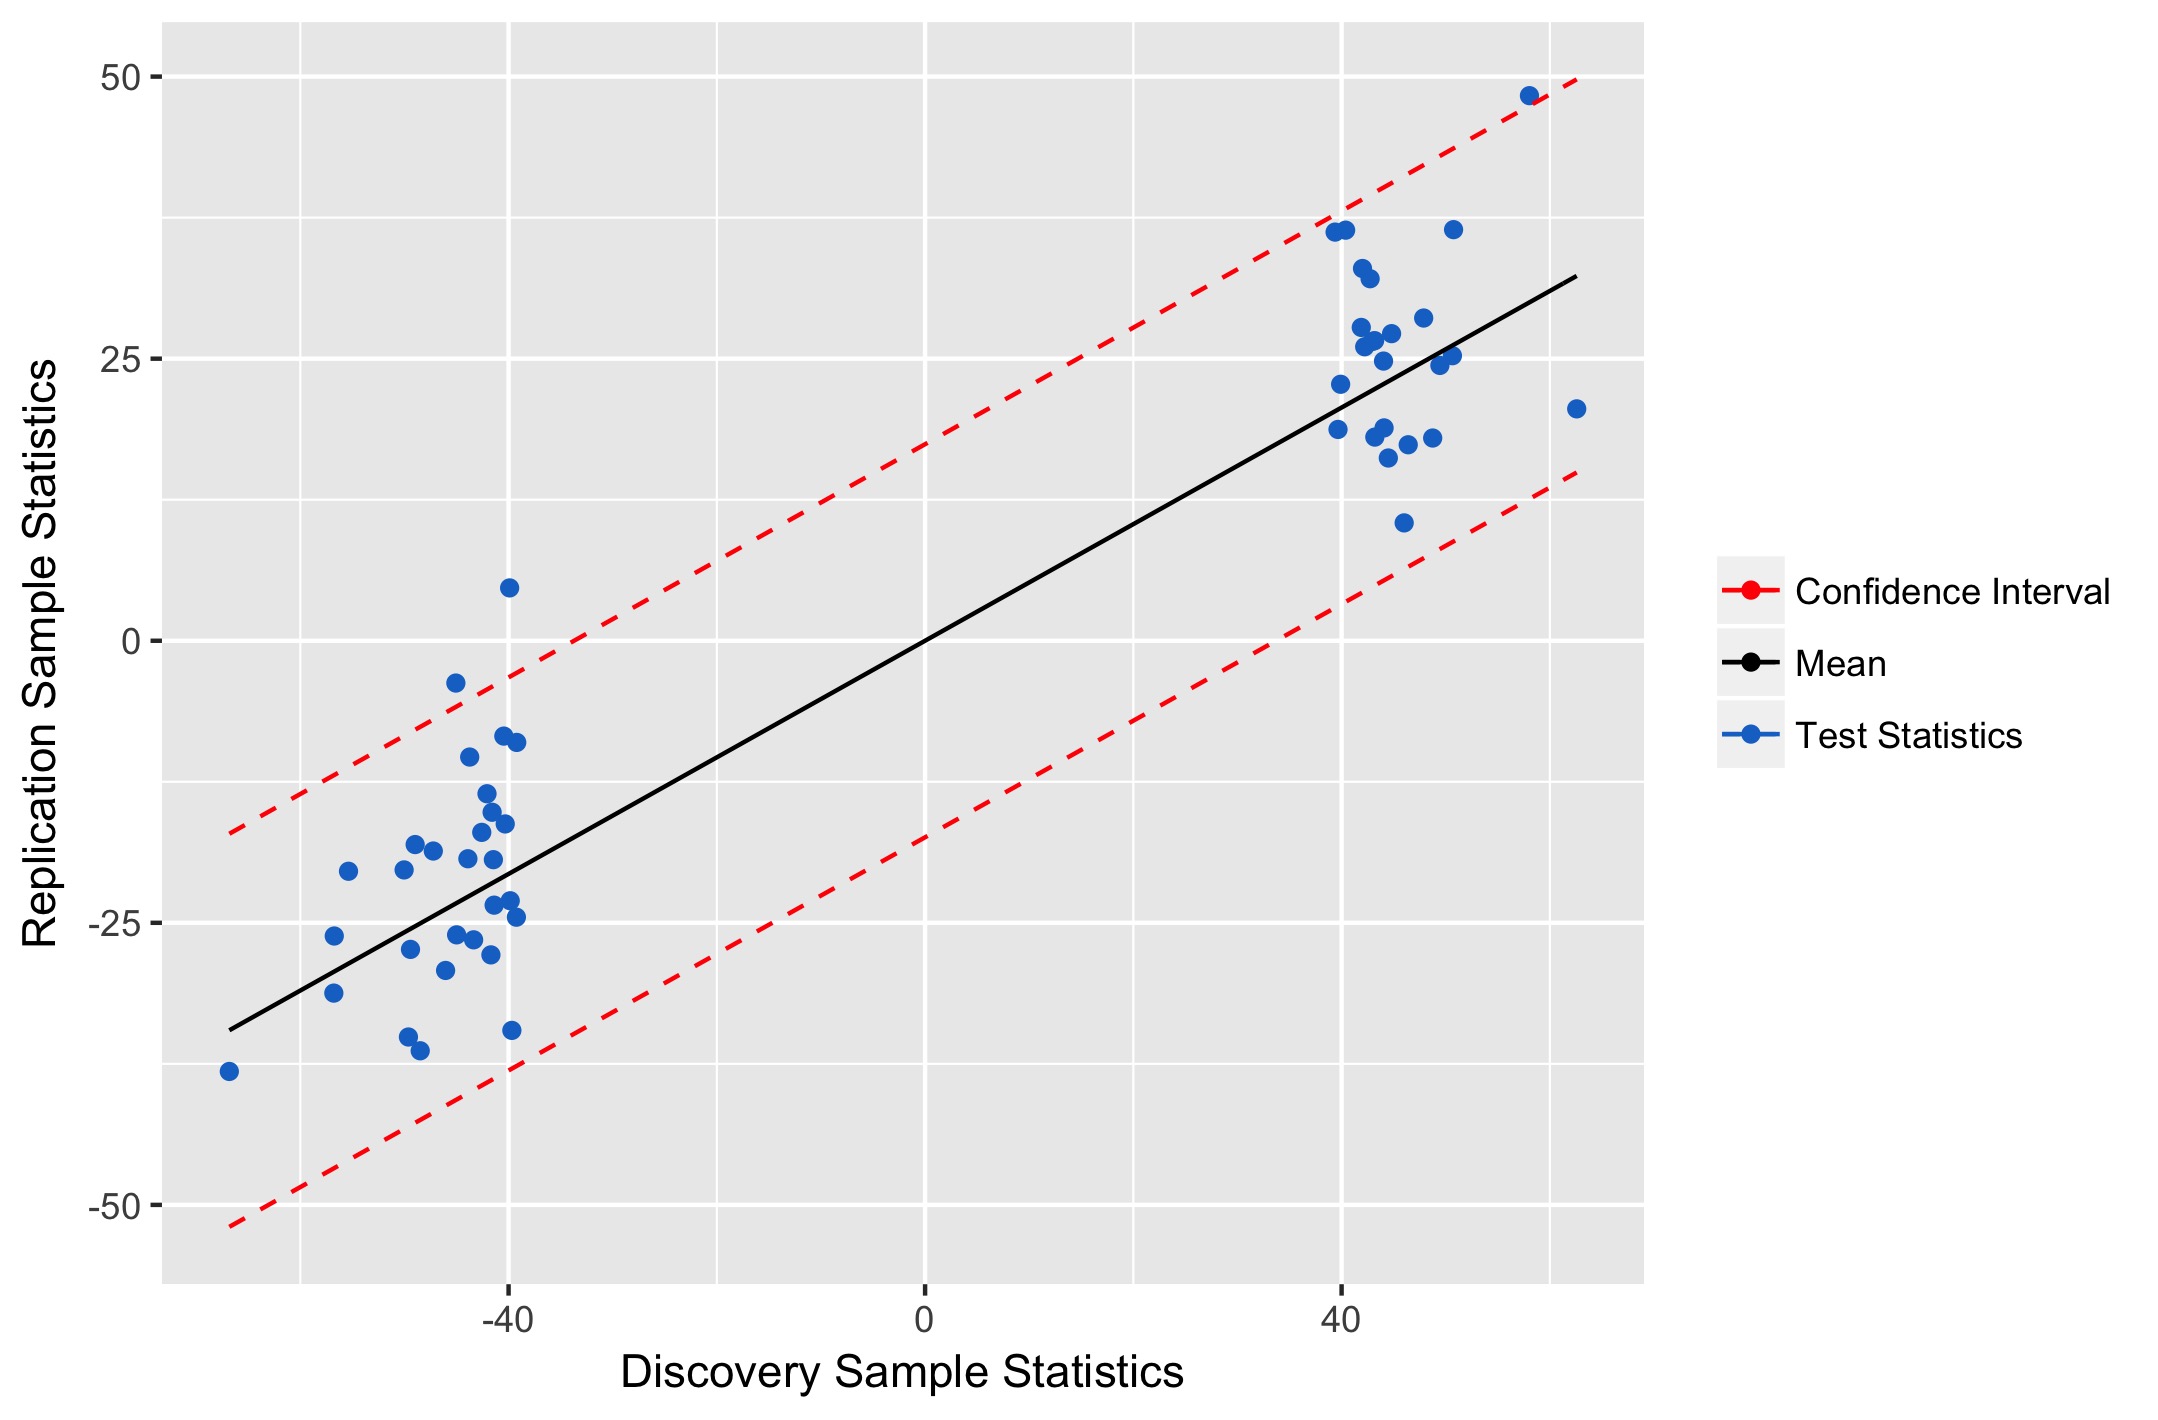 50
25
0
-25
-50
-40
0
40
Replication Sample Statistics
Discovery Sample Statistics
Confidence Interval
Mean
Test Statistics